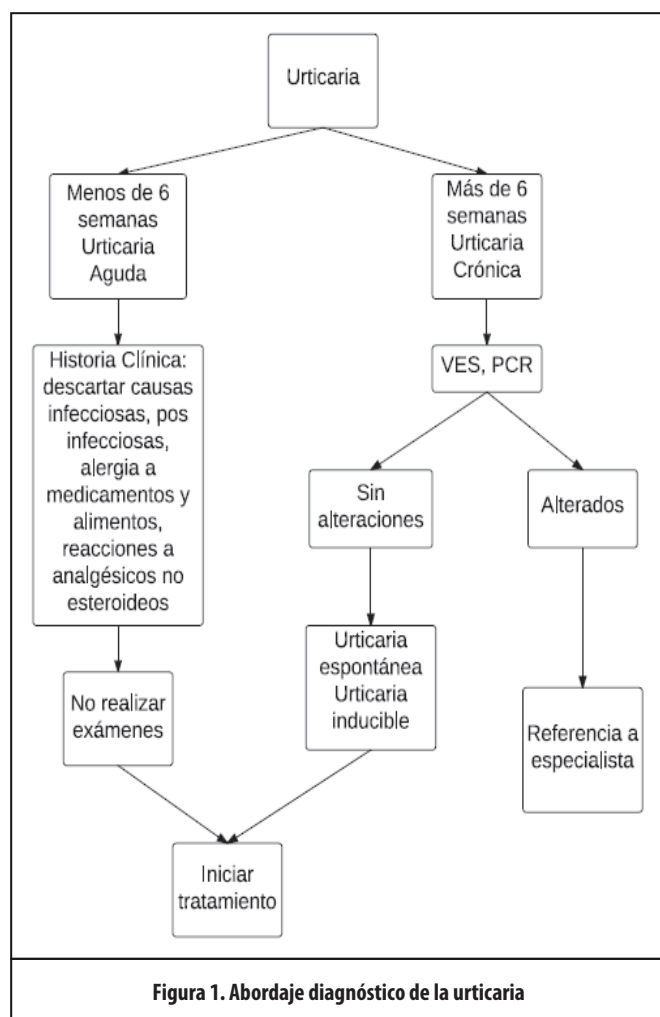 Urticaria
Menos de 6
semanas
Urticaria
Aguda
Más de 6
semanas
Urticaria
Crónica
Historia Clínica:
descartar causas
infecciosas, pos
infecciosas,
alergia a
medicamentos y
alimentos,
reacciones a
analgésicos no
esteroideos
VES, PCR
Sin
alteraciones
Alterados
No realizar
exámenes
Urticaria
espontánea
Urticaria
inducible
Referencia a
especialista
Iniciar
tratamiento
Figura 1. Abordaje diagnóstico de la urticaria